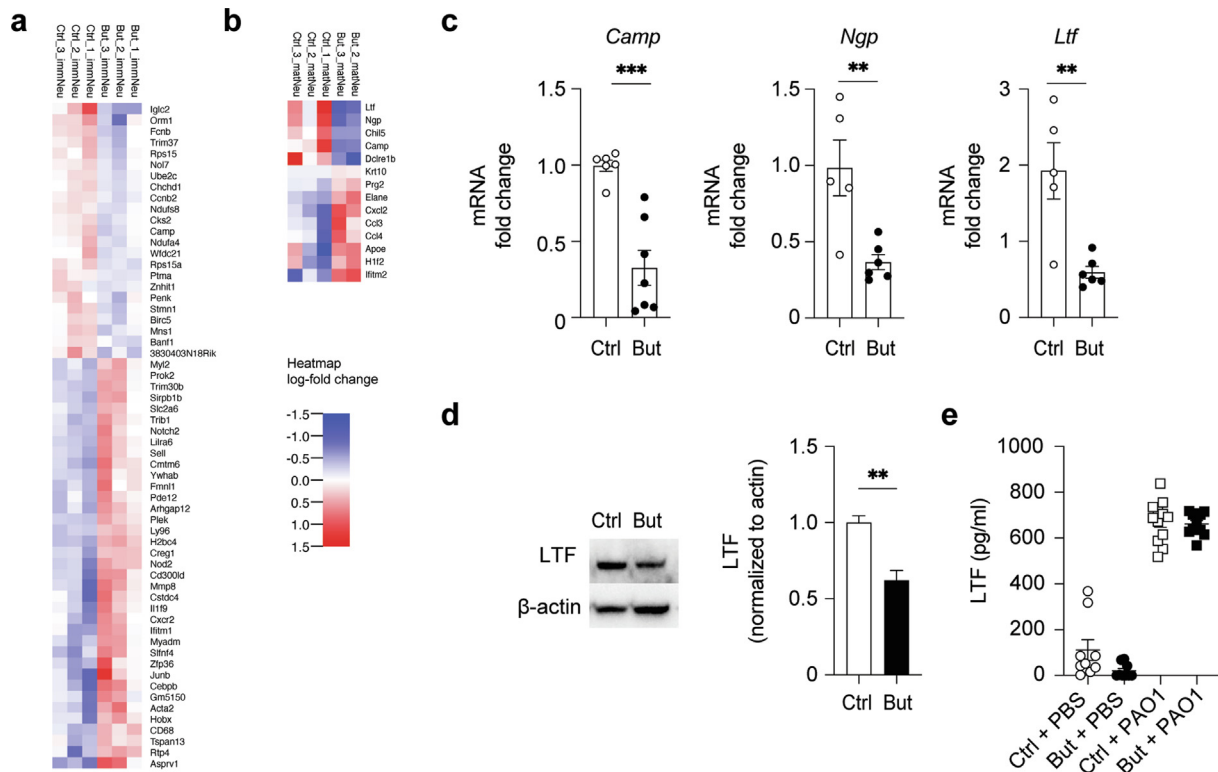 a
Ctrl_3_immNeu
Ctrl_2_immNeu
Ctrl_1_immNeu
But_3_immNeu
But_2_immNeu
But_1_immNeu
Iglc2
Orm1
Fcnb
Trim37
Rps15
Nol7
Ube2c
Chchd1
Ccnb2
Ndufs8
Cks2
Camp
Ndufa4
Wfdc21
Rps15a
Ptma
Znhit1
Penk
Stmn1
Birc5
Mns1
Banf1
3830403N18Rik
Myl2
Prok2
Trim30b
Sirpb1b
Slc2a6
Trib1
Notch2
Lilra6
Sell
Cmtm6
Ywhab
Fmnl1
Pde12
Arhgap12
Plek
Ly96
H2bc4
Creg1
Nod2
Cd300ld
Mmp8
Cstdc4
Il1f9
Cxcr2
Ifitm1
Myadm
Slfnf4
Zfp36
Junb
Cebpb
Gm5150
Acta2
Hobx
CD68
Tspan13
Rtp4
Asprv1
b
Ctrl_3_matNeu
Ctrl_2_matNeu
Ctrl_1_matNeu
But_3_matNeu
But_2_matNeu
Ltf
Ngp
Chil5
Camp
Dclre1b
Krt10
Prg2
Elane
Cxcl2
Ccl3
Ccl4
Apoe
H1f2
Ifitm2
Heatmap
log-fold change
-1.5
-1.0
-0.5
0.0
0.5
1.0
1.5
c
Camp
***
mRNA
fold change
1.5
1.0
0.5
0
Ctrl But
Ngp
**
mRNA
fold change
1.5
1.0
0.5
0
Ctrl But
Ltf
**
mRNA
fold change
3
2
1
0
Ctrl But
d
Ctrl But
LTF
β-actin
LTF
(normalized to actin)
**
1.5
1.0
0.5
0
Ctrl But
e
LTF (pg/ml)
1000
800
600
400
200
0
Ctrl + PBS
But + PBS
Ctrl + PAO1
But + PAO1